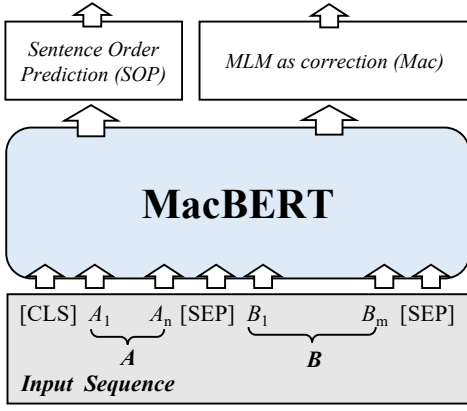 Sentence Order
Prediction (SOP)
MLM as correction (Mac)
MacBERT
[CLS] A1 An [SEP] B1 Bm [SEP]
A B
Input Sequence